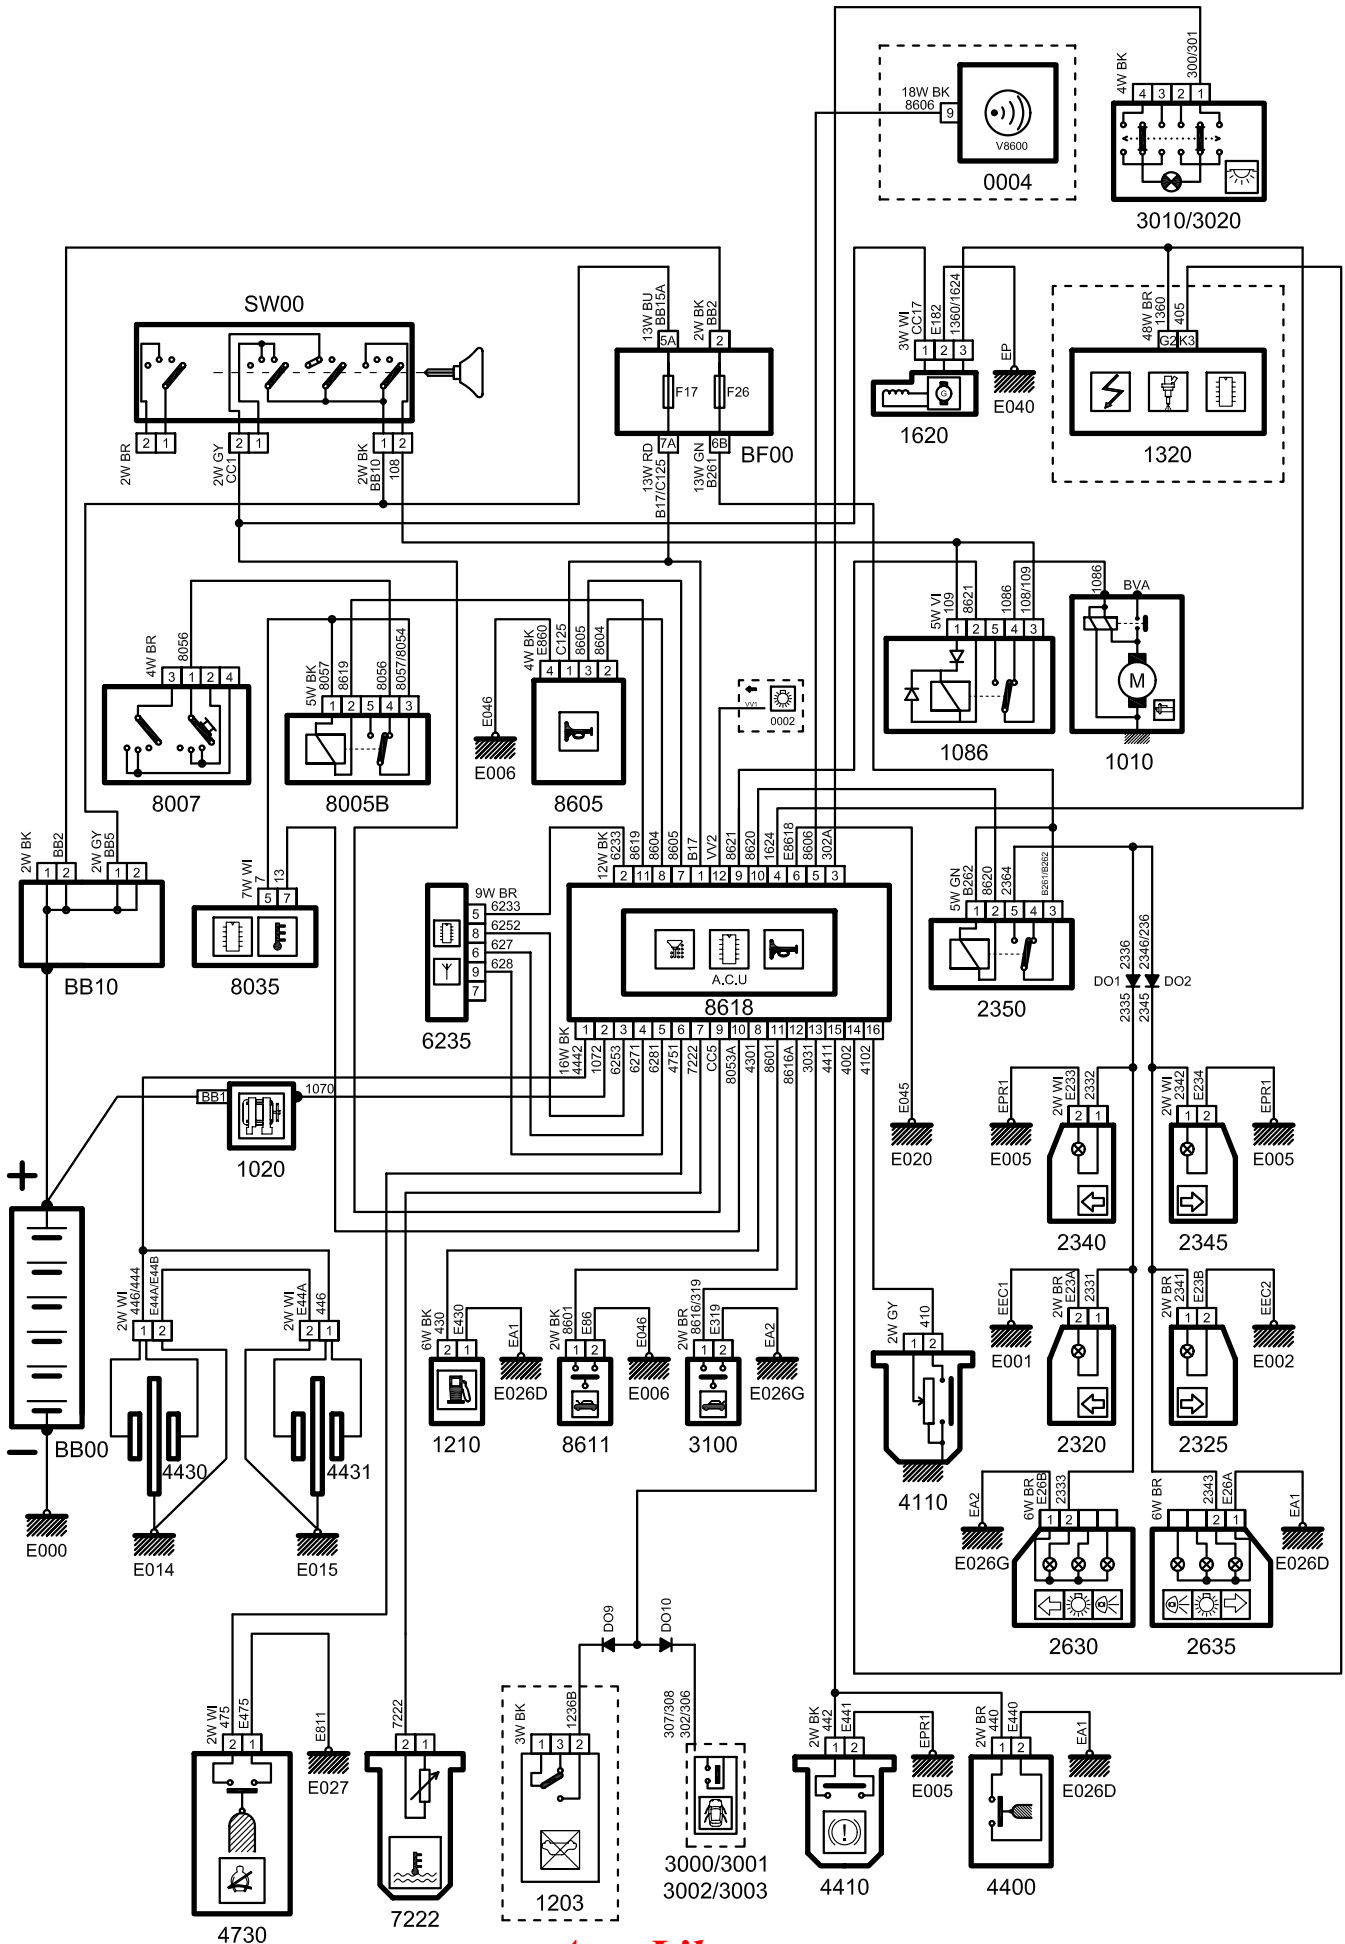 300/301
4W BK
4 3 2 1
3010/3020
18W BK
8606
9
V8600
0004
SW00
2 1
2W BR
2 1
2W GY
CC1
1 2
2W BK
BB10
108
13W BU
BB15A
2W BK
BB2
5A
2
F17
F26
7A
6B
BF00
13W RD
B17/C125
13W GN
B261
3W WI
CC17
E182
1360/1624
1 2 3
G
1620
EP
E040
48W BR
1360
405
G2 K3
1320
4W BR
8056
3 1 2 4
8007
5W BK
8057
8619
8056
8057/8054
1 2 5 4 3
8005B
E046
E006
4W BK
E860
C125
8605
8604
4 1 3 2
8605
VV1
0002
5W VI
109
8621
1086
108/109
1 2 5 4 3
1086
1086
BVA
M
1010
2W BK
BB2
2W GY
BB5
1 2
1 2
BB10
7W WI
7
13
5 7
8035
9W BR
5 6233
8 6252
6 627
9 628
7
6235
12W BK
6233
8619
8604
8605
B17
VV2
8621
8620
1624
E8618
8606
302A
2 11 8 7 1 12 9 10 4 6 5 3
A.C.U
8618
1 2 3 4 5 6 7 9 10 8 11 12 13 15 14 16
16W BK
4442
1072
6253
6271
6281
4751
7222
CC5
8053A
4301
8601
8616A
3031
4411
4002
4102
5W GN
B262
8620
2364
B261/B262
1 2 5 4 3
2350
2336
2346/236
DO1
DO2
2335
2345
BB1
1070
1020
E045
E020
EPR1
E005
2W WI
E233
2332
2 1
2340
2W WI
2342
E234
1 2
2345
EPR1
E005
+
-
BB00
E000
2W WI
446/444
E44A/E44B
1 2
4430
E014
2W WI
E44A
446
2 1
4431
E015
6W BK
430
E430
2 1
1210
EA1
E026D
2W BK
8601
E86
1 2
8611
E046
E006
2W BR
8616/319
E319
1 2
3100
EA2
E026G
2W GY
410
1 2
4110
EEC1
E001
2W BR
E23A
2331
2 1
2320
2W BR
2341
E23B
1 2
2325
EEC2
E002
EA2
E026G
6W BR
E26B
2333
1 2
2630
6W BR
2343
E26A
2 1
2635
EA1
E026D
2W WI
475
E475
2 1
4730
E811
E027
7222
2 1
7222
DO9
DO10
3W BK
1236B
1 3 2
1203
307/308
302/306
3000/3001
3002/3003
2W BK
442
E441
1 2
4410
EPR1
E005
2W BR
440
E440
1 2
4400
EA1
E026D